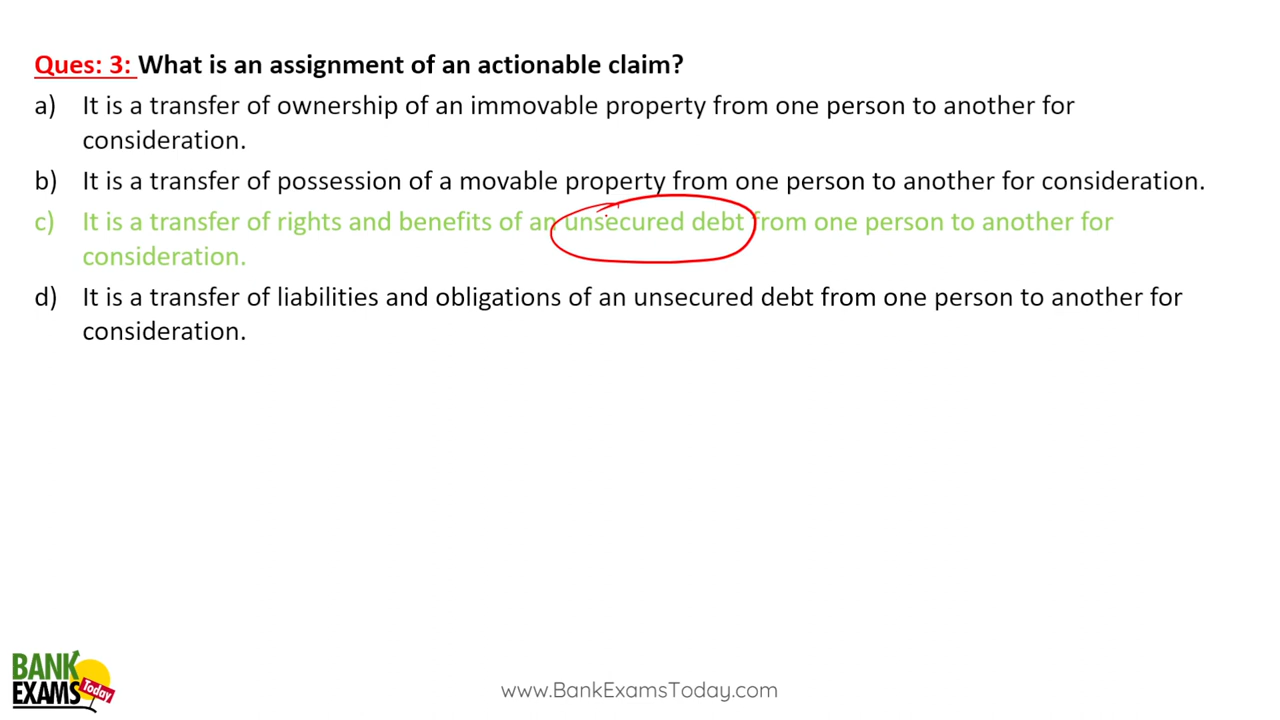 Ques: 3: What is an assignment of an actionable claim?
a) It is a transfer of ownership of an immovable property from one person to another for
consideration.
b) It is a transfer of possession of a movable property from one person to another for consideration.
c) It is a transfer of rights and benefits of an unsecured debt from one person to another for
consideration.
d) It is a transfer of liabilities and obligations of an unsecured debt from one person to another for
consideration.
BANK
EXAMS Today
www.BankExamsToday.com